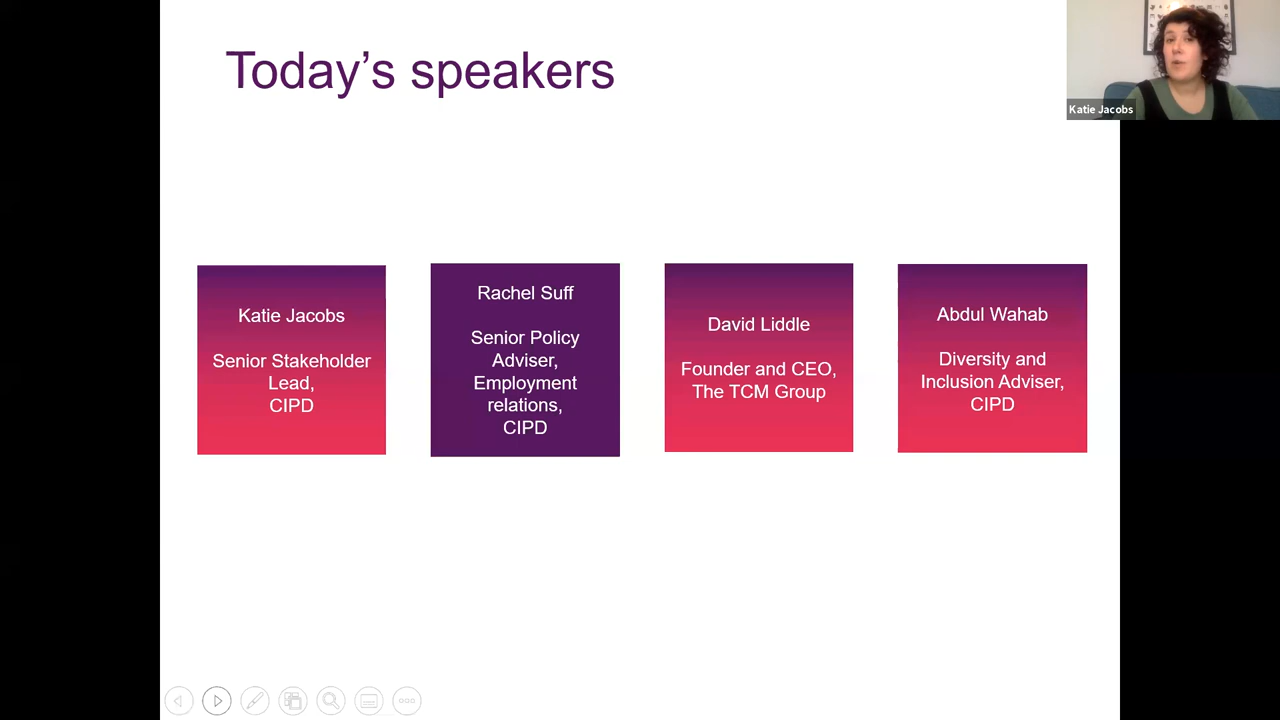 Today’s speakers
Katie Jacobs
Katie Jacobs
Senior Stakeholder
Lead,
CIPD
Rachel Suff
Senior Policy
Adviser,
Employment
relations,
CIPD
David Liddle
Founder and CEO,
The TCM Group
Abdul Wahab
Diversity and
Inclusion Adviser,
CIPD